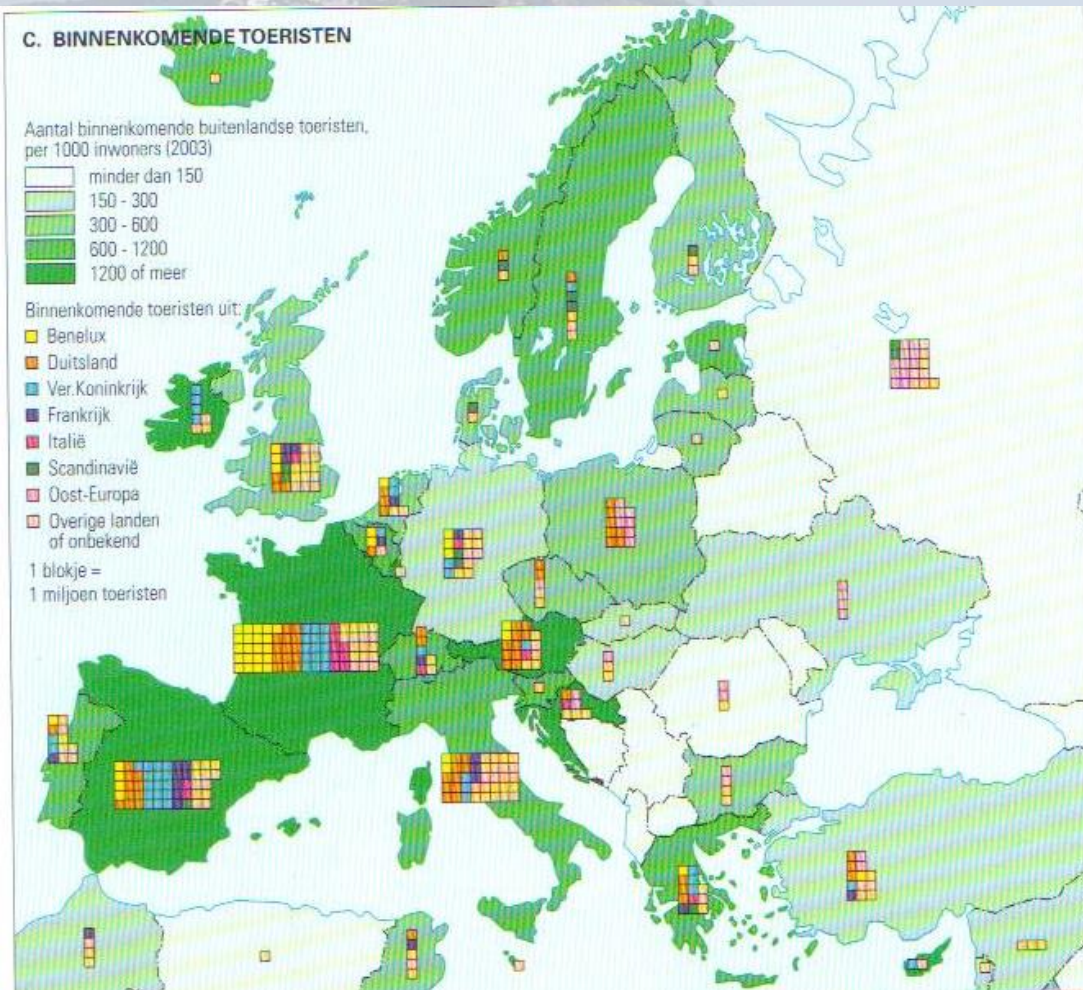 C. BINNENKOMENDE TOERISTEN
Aantal binnenkomende buitenlandse toeristen,
per 1000 inwoners (2003)
minder dan 150
150 - 300
300 - 600
600 - 1200
1200 of meer
Binnenkomende toeristen uit:
Benelux
Duitsland
Ver.Koninkrijk
Frankrijk
Italië
Scandinavië
Oost-Europa
Overige landen
of onbekend
1 blokje =
1 miljoen toeristen